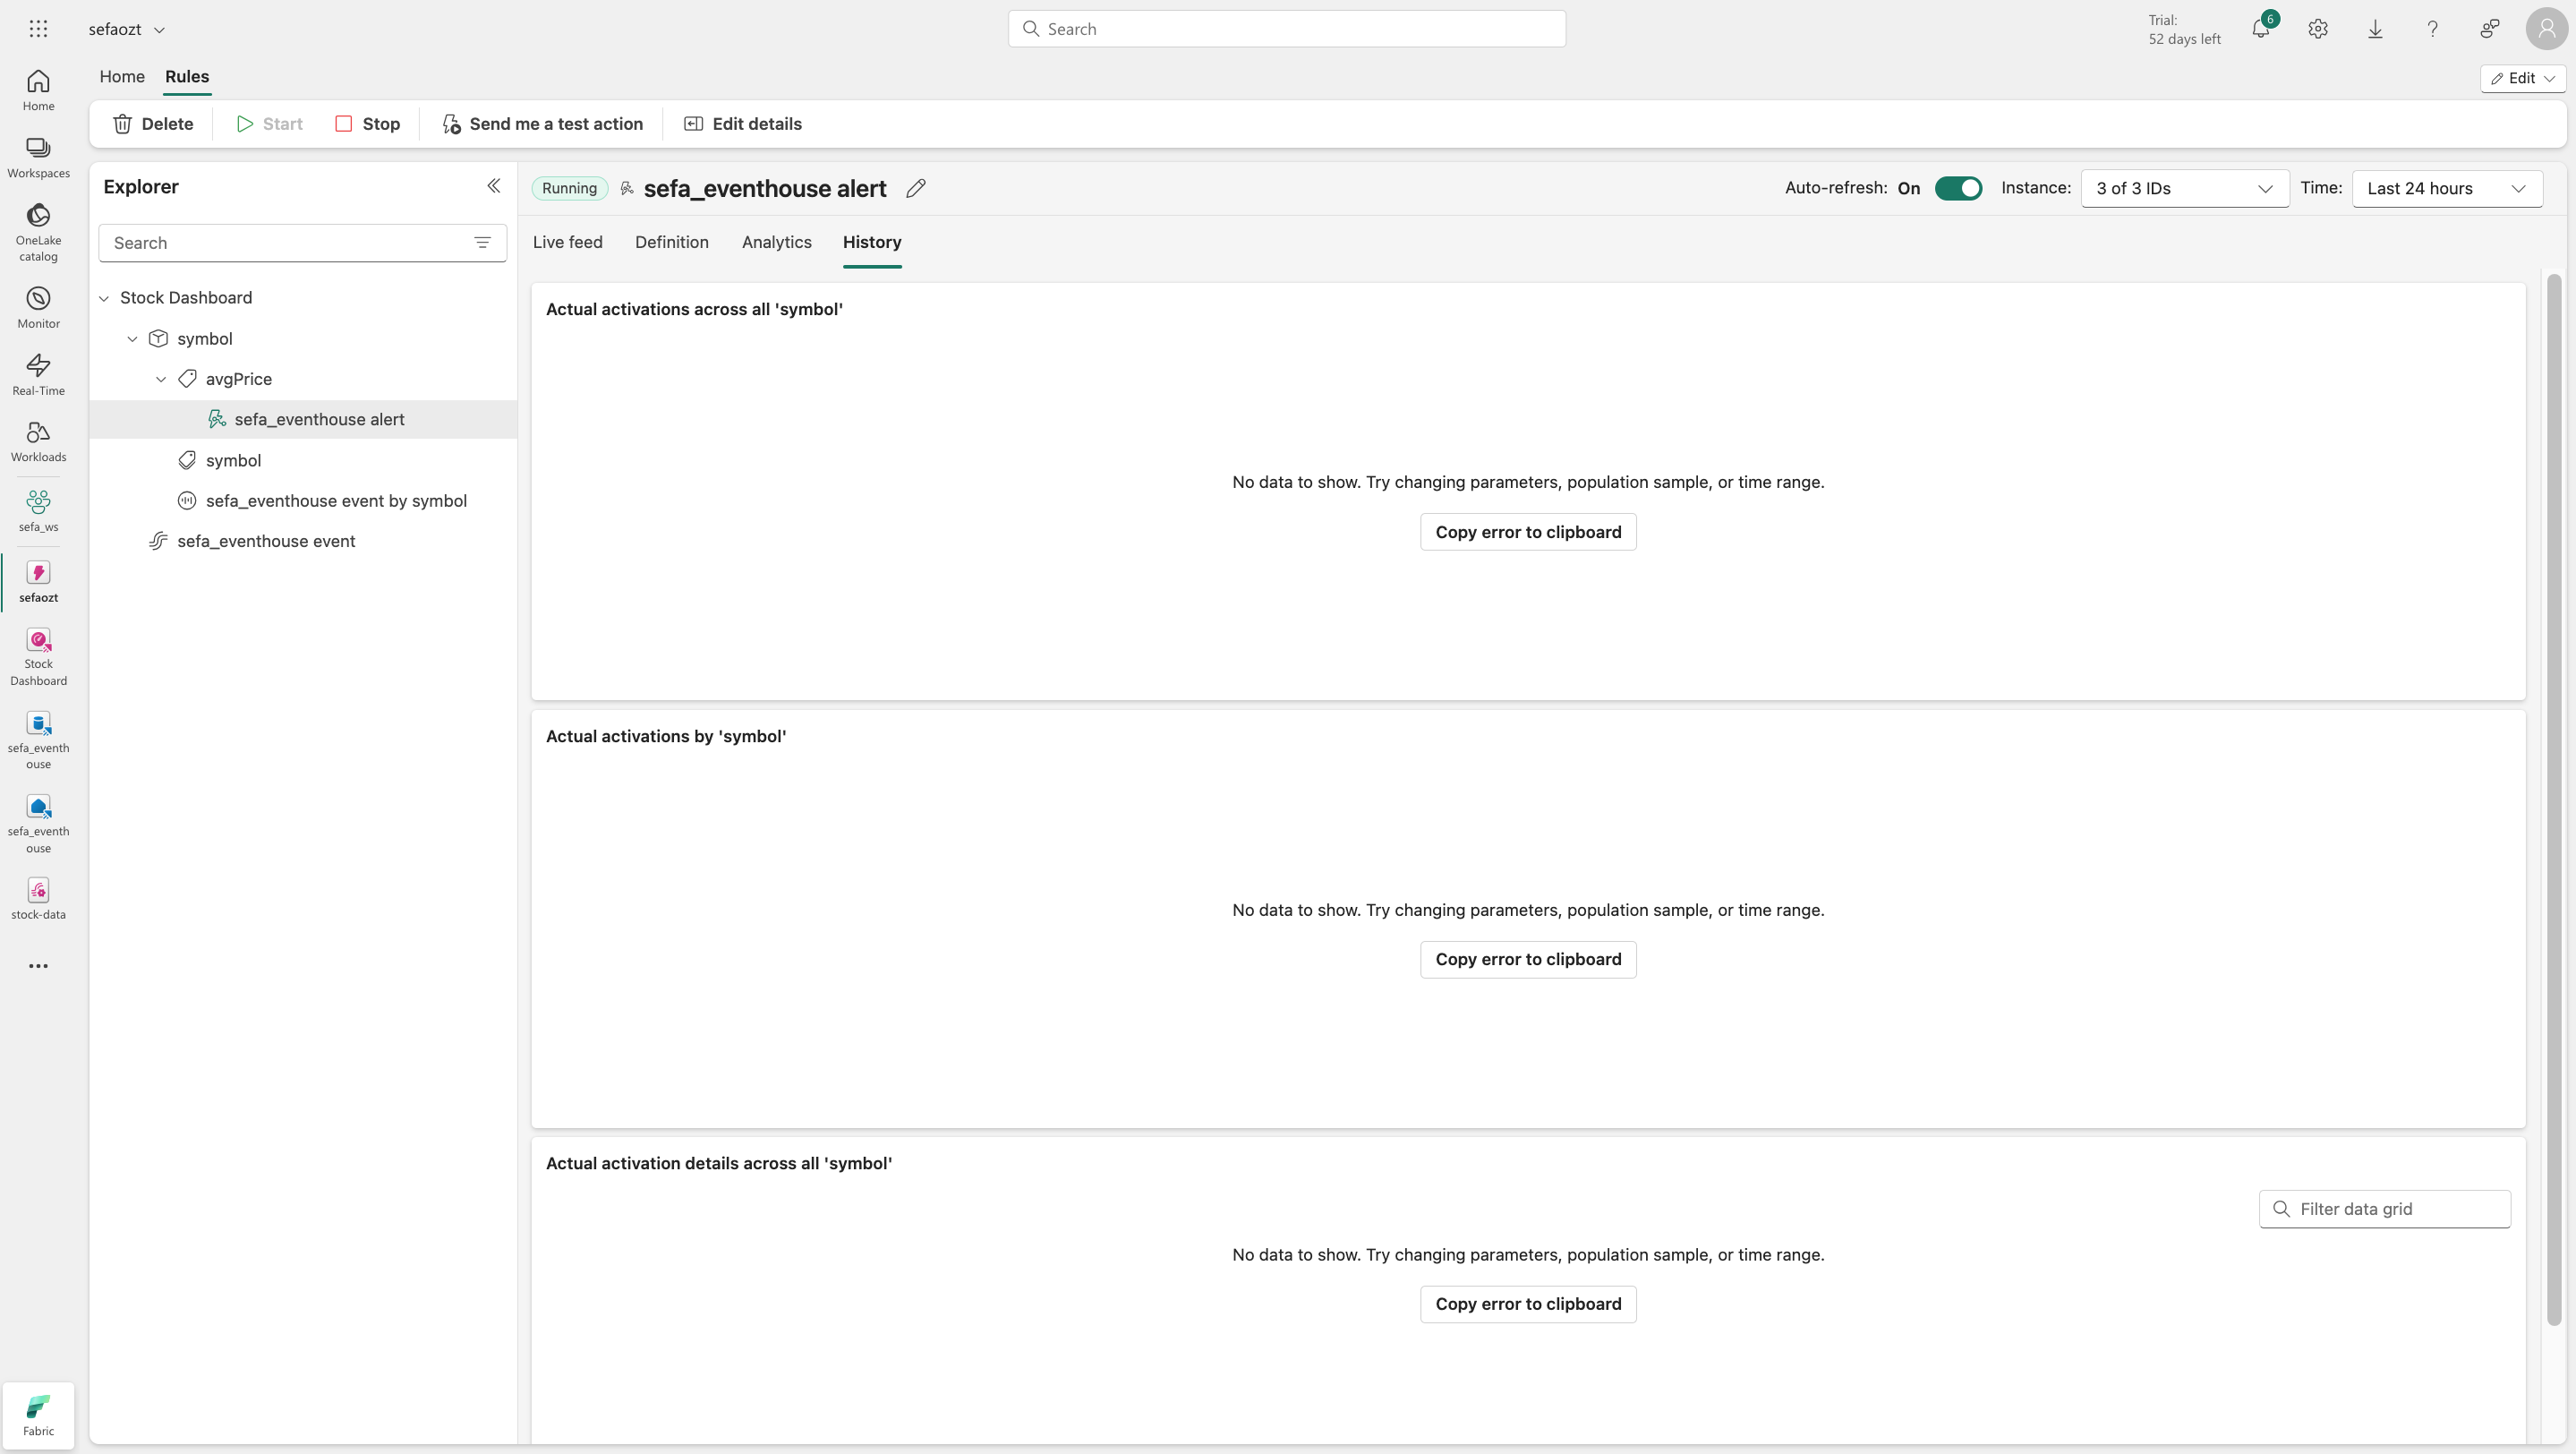 sefaozt
Search
Trial:
52 days left
6
Home
Rules
Edit
Delete
Start
Stop
Send me a test action
Edit details
Home
Workspaces
OneLake
catalog
Monitor
Real-Time
Workloads
sefa_ws
sefaozt
Stock
Dashboard
sefa_eventh
ouse
sefa_eventh
ouse
stock-data
Fabric
Explorer
Search
Stock Dashboard
symbol
avgPrice
sefa_eventhouse alert
symbol
sefa_eventhouse event by symbol
sefa_eventhouse event
Running
sefa_eventhouse alert
Auto-refresh: On
Instance:
3 of 3 IDs
Time:
Last 24 hours
Live feed
Definition
Analytics
History
Actual activations across all 'symbol'
No data to show. Try changing parameters, population sample, or time range.
Copy error to clipboard
Actual activations by 'symbol'
No data to show. Try changing parameters, population sample, or time range.
Copy error to clipboard
Actual activation details across all 'symbol'
Filter data grid
No data to show. Try changing parameters, population sample, or time range.
Copy error to clipboard